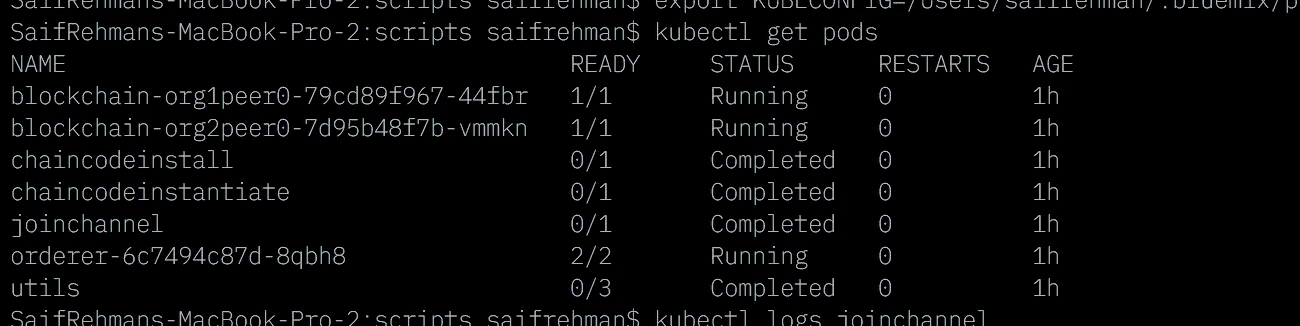 SaifRehmans-MacBook-Pro-2:scripts saifrehman$ export KUBECONFIG=/Users/saifrehman/.bluemix/p
SaifRehmans-MacBook-Pro-2:scripts saifrehman$ kubectl get pods
NAME READY STATUS RESTARTS AGE
blockchain-org1peer0-79cd89f967-44fbr 1/1 Running 0 1h
blockchain-org2peer0-7d95b48f7b-vmmkn 1/1 Running 0 1h
chaincodeinstall 0/1 Completed 0 1h
chaincodeinstantiate 0/1 Completed 0 1h
joinchannel 0/1 Completed 0 1h
orderer-6c7494c87d-8qbh8 2/2 Running 0 1h
utils 0/3 Completed 0 1h
SaifRehmans-MacBook-Pro-2:scripts saifrehman$ kubectl logs joinchannel